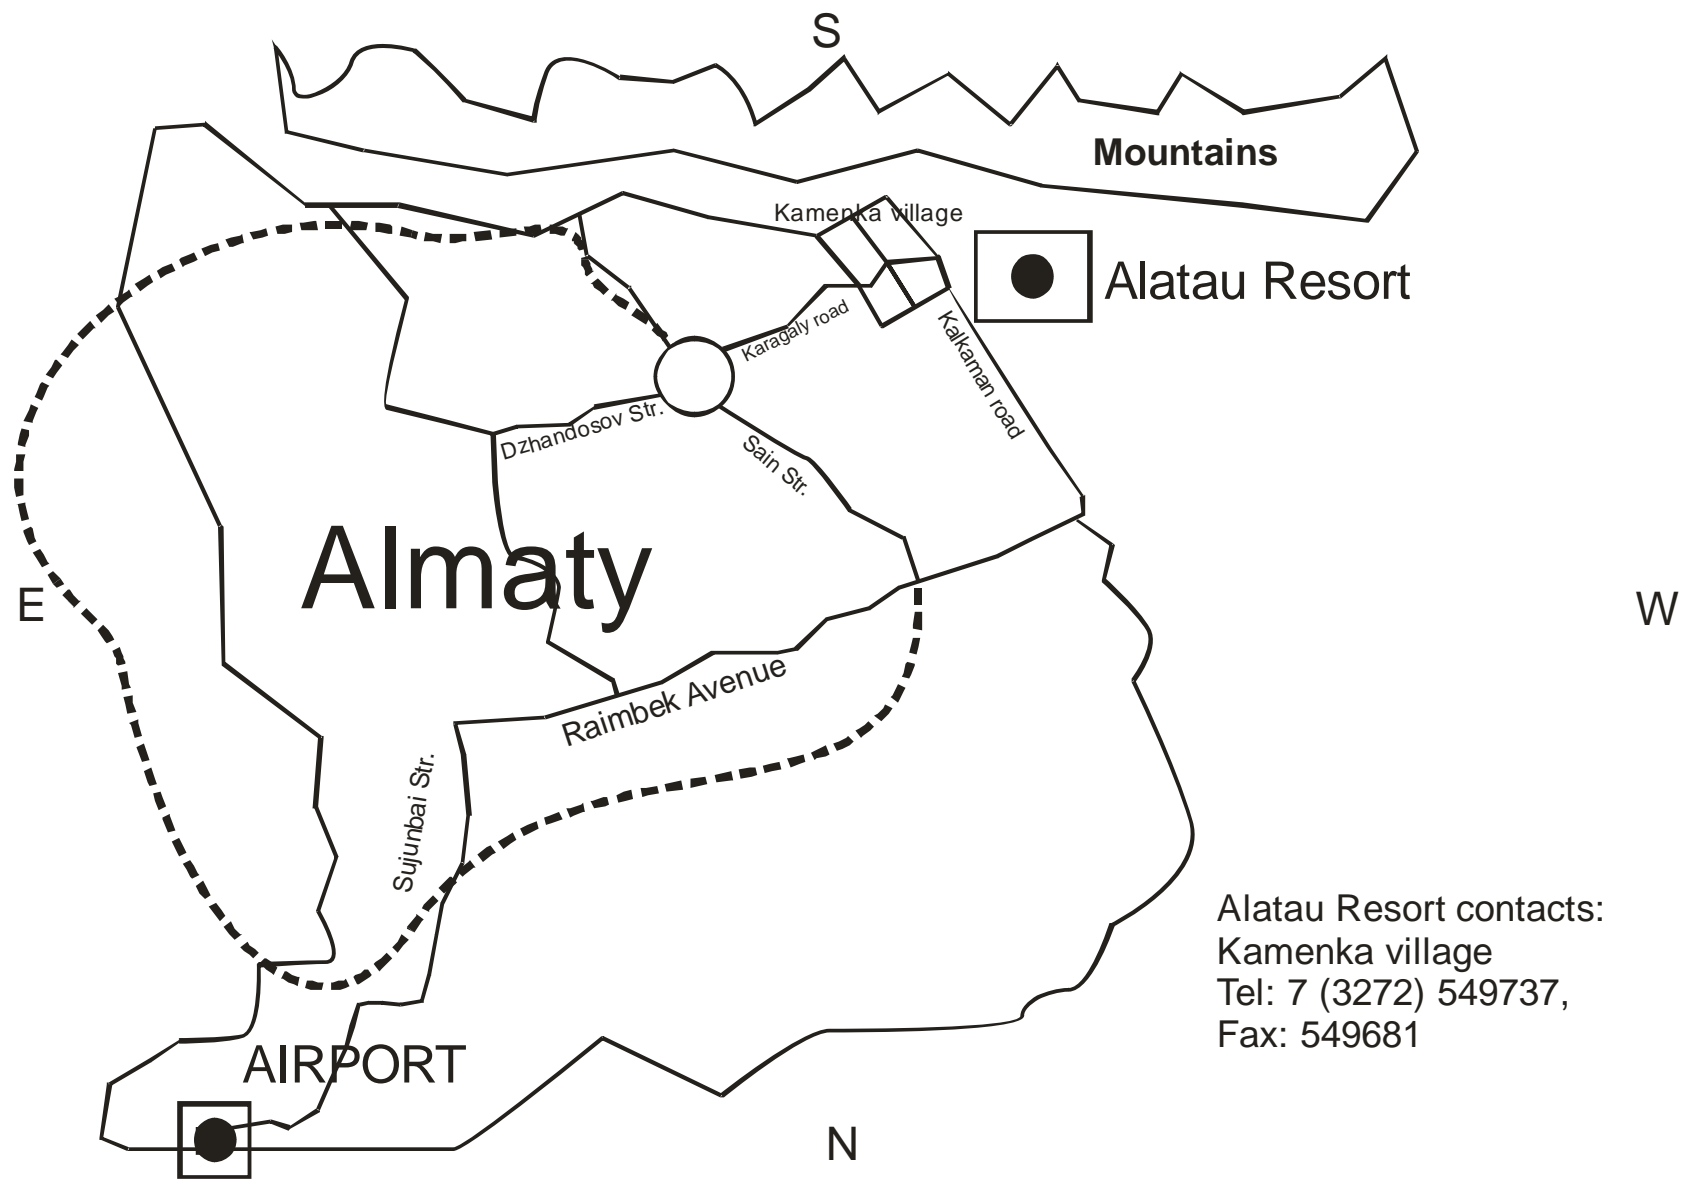 S
Mountains
Kamenka village
Alatau Resort
Karagaly road
Kalkaman road
Dzhandosov Str.
Sain Str.
Almaty
E
W
Raimbek Avenue
Sujunbai Str.
Alatau Resort contacts:
Kamenka village
Tel: 7 (3272) 549737,
Fax: 549681
AIRPORT
N